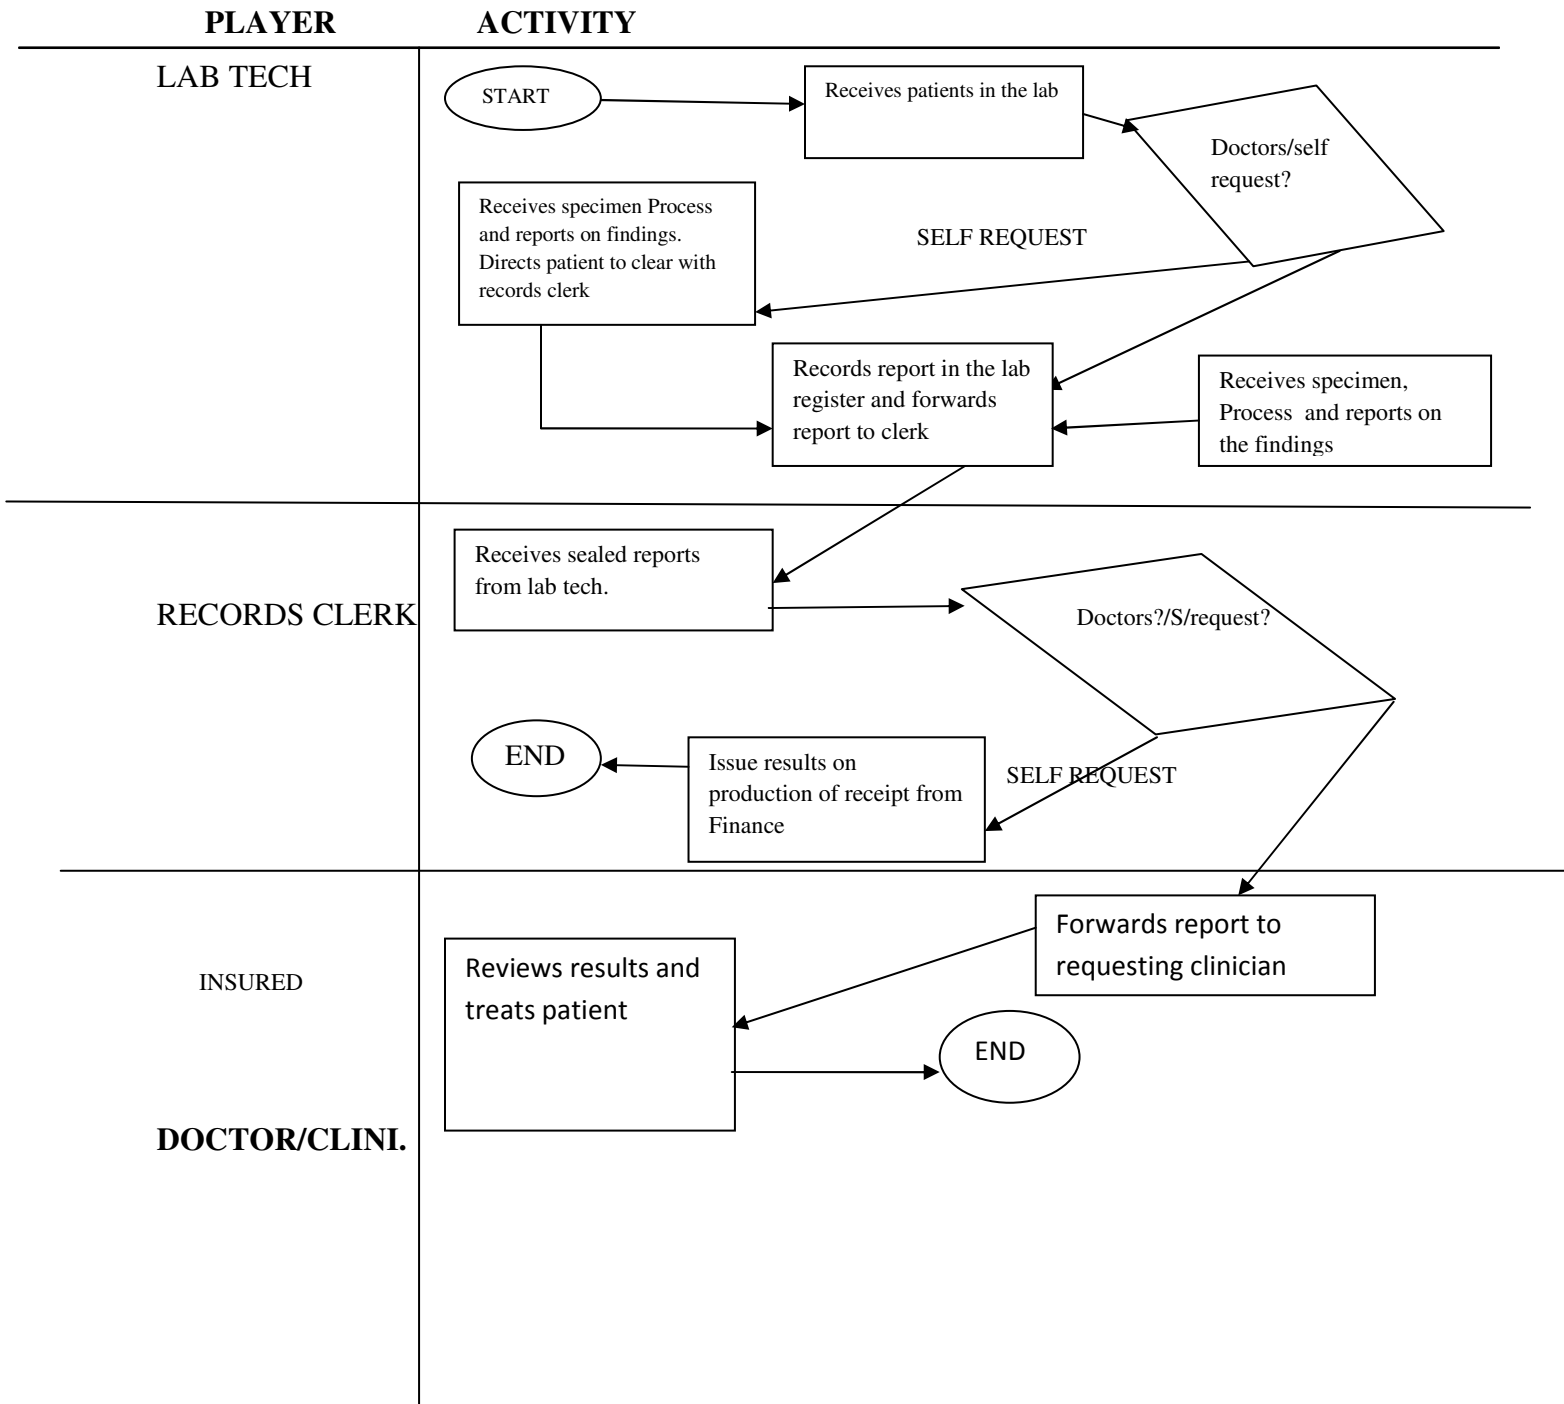 PLAYER
ACTIVITY
LAB TECH
START
Receives patients in the lab
Doctors/self
request?
Receives specimen Process
and reports on findings.
Directs patient to clear with
records clerk
SELF REQUEST
Records report in the lab
register and forwards
report to clerk
Receives specimen,
Process and reports on
the findings
RECORDS CLERK
Receives sealed reports
from lab tech.
Doctors?/S/request?
END
Issue results on
production of receipt from
Finance
SELF REQUEST
INSURED
Reviews results and
treats patient
Forwards report to
requesting clinician
END
DOCTOR/CLINI.